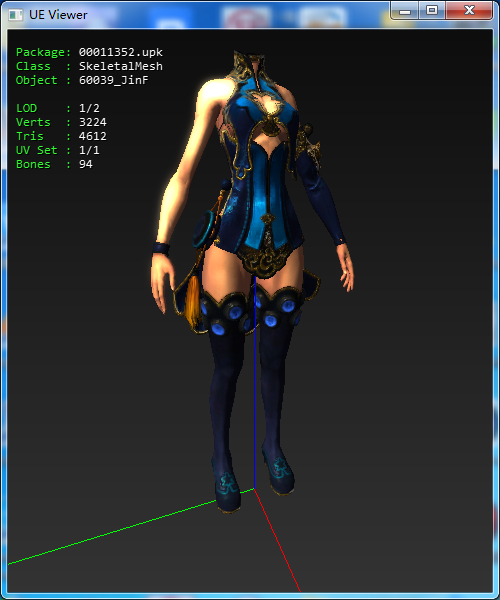 UE Viewer
Package: 00011352.upk
Class : SkeletalMesh
Object : 60039_JinF
LOD : 1/2
Verts : 3224
Tris : 4612
UV Set : 1/1
Bones : 94